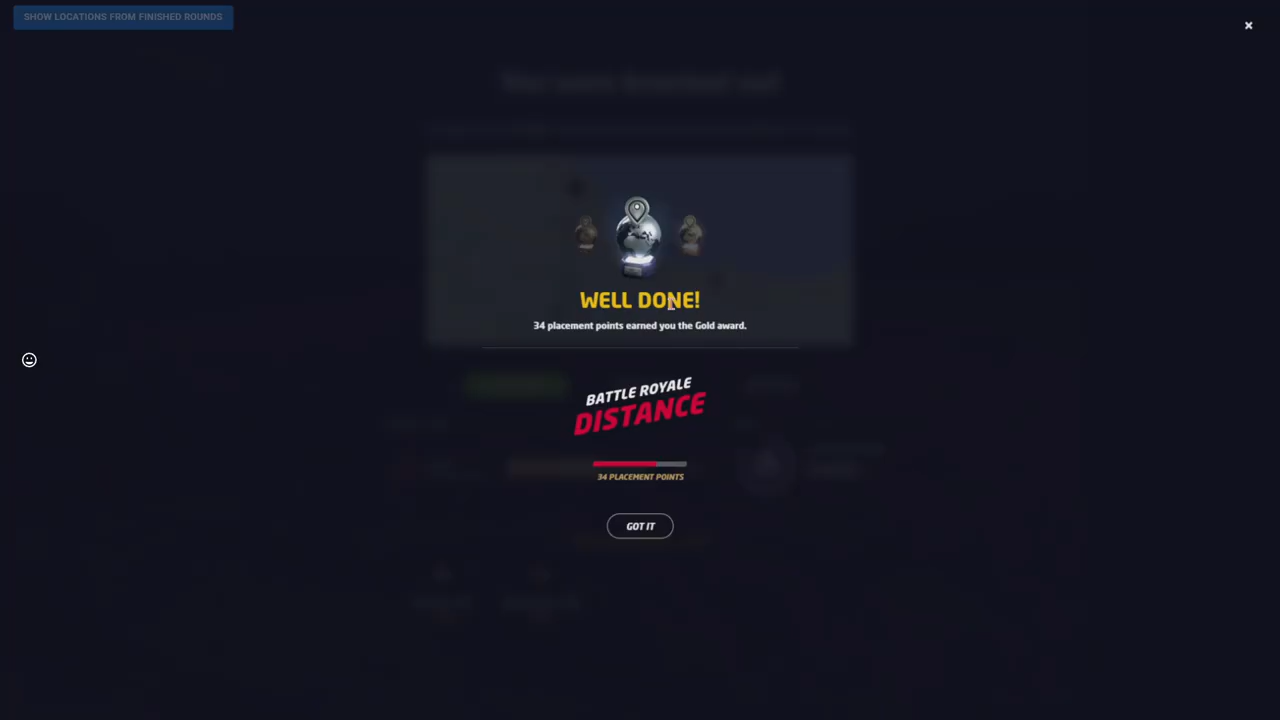 SHOW LOCATIONS FROM FINISHED ROUNDS
WELL DONE!
34 placement points earned you the Gold award.
BATTLE ROYALE
DISTANCE
34 PLACEMENT POINTS
GOT IT